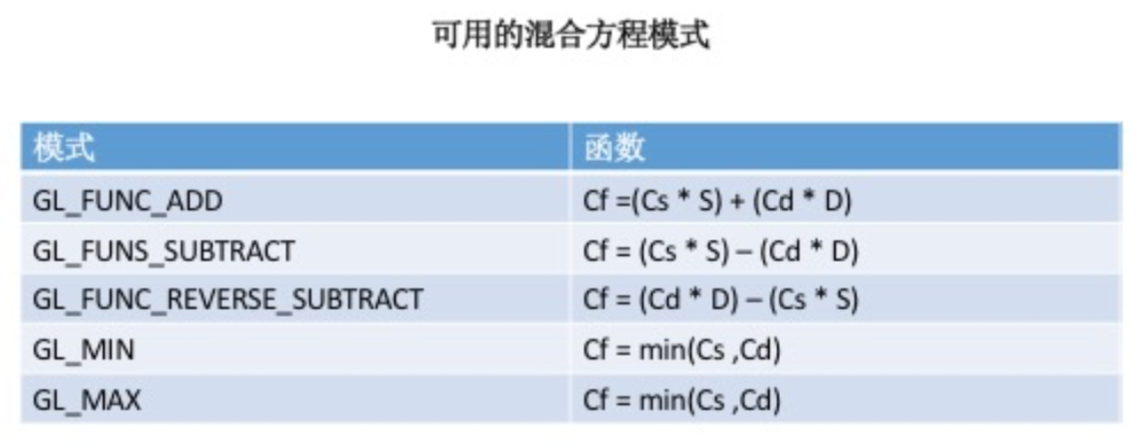 可用的混合方程模式
模式 函数
GL_FUNC_ADD Cf =(Cs * S) + (Cd * D)
GL_FUNS_SUBTRACT Cf = (Cs * S) – (Cd * D)
GL_FUNC_REVERSE_SUBTRACT Cf = (Cd * D) – (Cs * S)
GL_MIN Cf = min(Cs ,Cd)
GL_MAX Cf = min(Cs ,Cd)